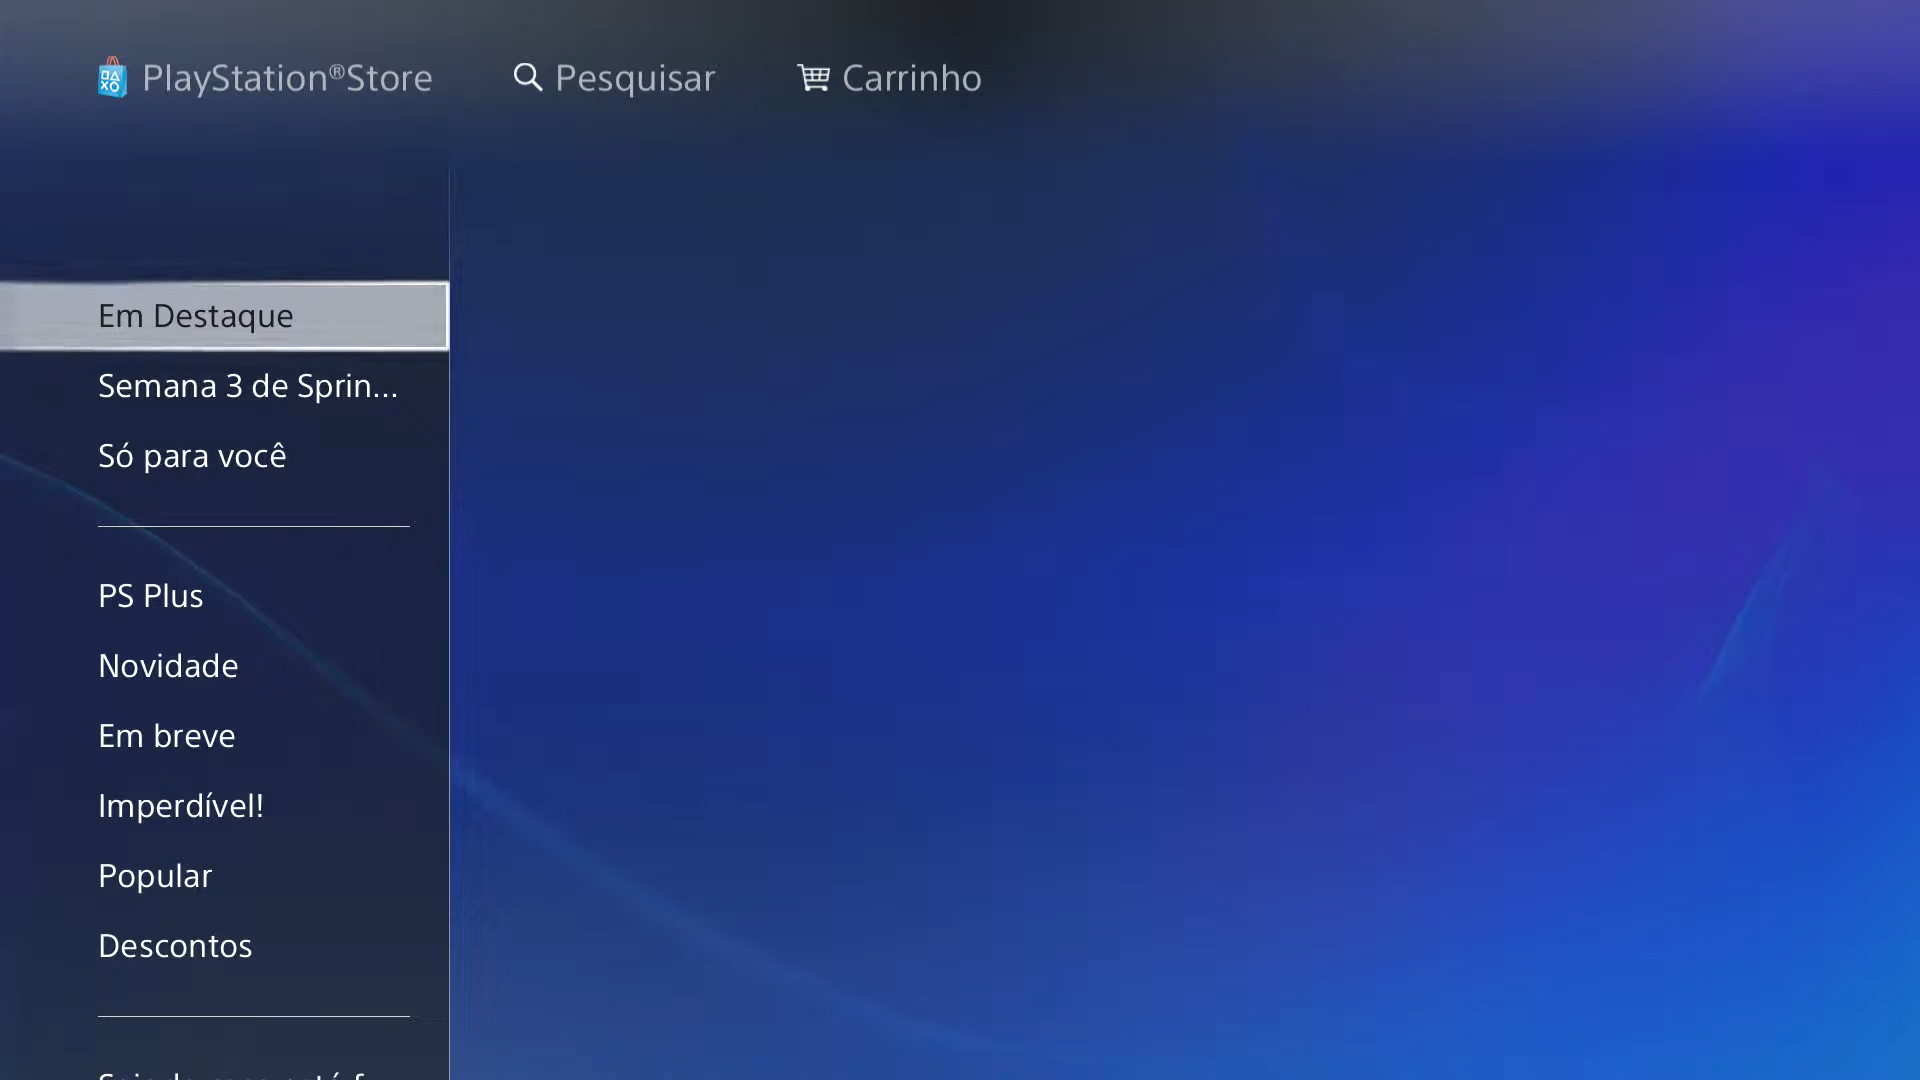 PlayStation®Store
Pesquisar
Carrinho
Em Destaque
Semana 3 de Sprin...
Só para você
PS Plus
Novidade
Em breve
Imperdível!
Popular
Descontos